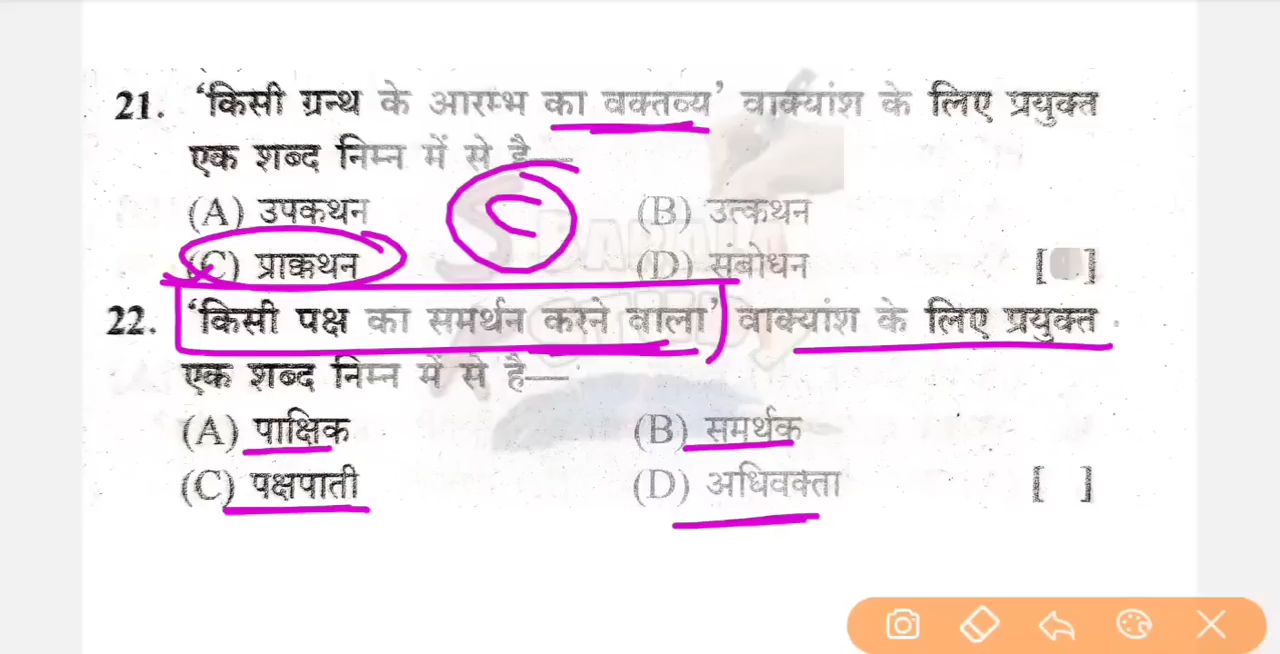 21. ‘किसी ग्रन्थ के आरम्भ का वक्तव्य’ वाक्यांश के लिए प्रयुक्त
एक शब्द निम्न में से है—
(A) उपकथन (B) उत्कथन
(C) प्राक्कथन (D) संबोधन [ ]
C
22. ‘किसी पक्ष का समर्थन करने वाला’ वाक्यांश के लिए प्रयुक्त
एक शब्द निम्न में से है—
(A) पाक्षिक (B) समर्थक
(C) पक्षपाती (D) अधिवक्ता [ ]